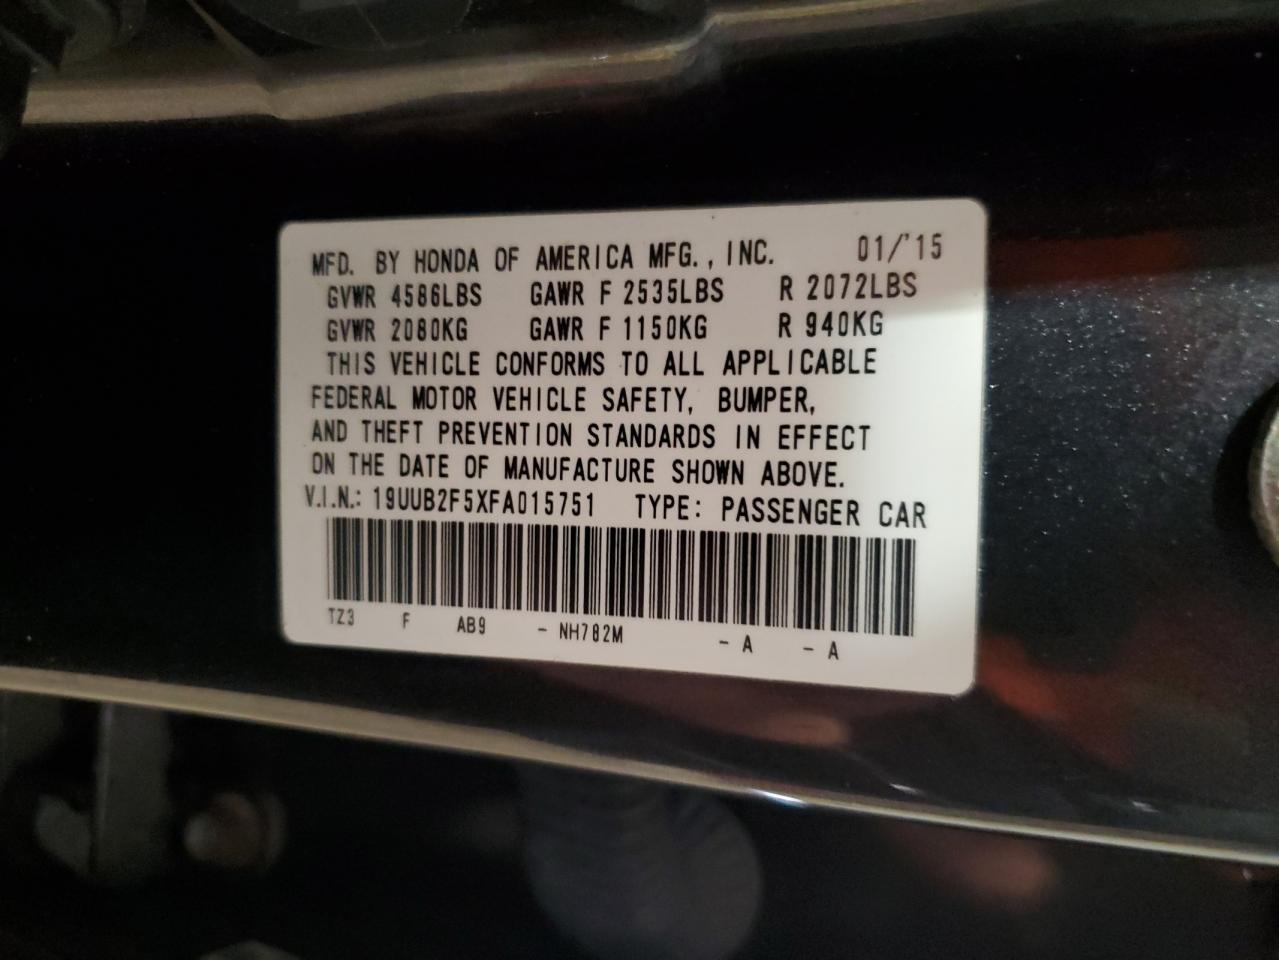 MFD. BY HONDA OF AMERICA MFG., INC. 01/'15
GVWR 4586LBS GAWR F 2535LBS R 2072LBS
GVWR 2080KG GAWR F 1150KG R 940KG
THIS VEHICLE CONFORMS TO ALL APPLICABLE
FEDERAL MOTOR VEHICLE SAFETY, BUMPER,
AND THEFT PREVENTION STANDARDS IN EFFECT
ON THE DATE OF MANUFACTURE SHOWN ABOVE.
V.I.N.: 19UUB2F5XFA015751 TYPE: PASSENGER CAR
TZ3 F AB9 - NH782M - A - A